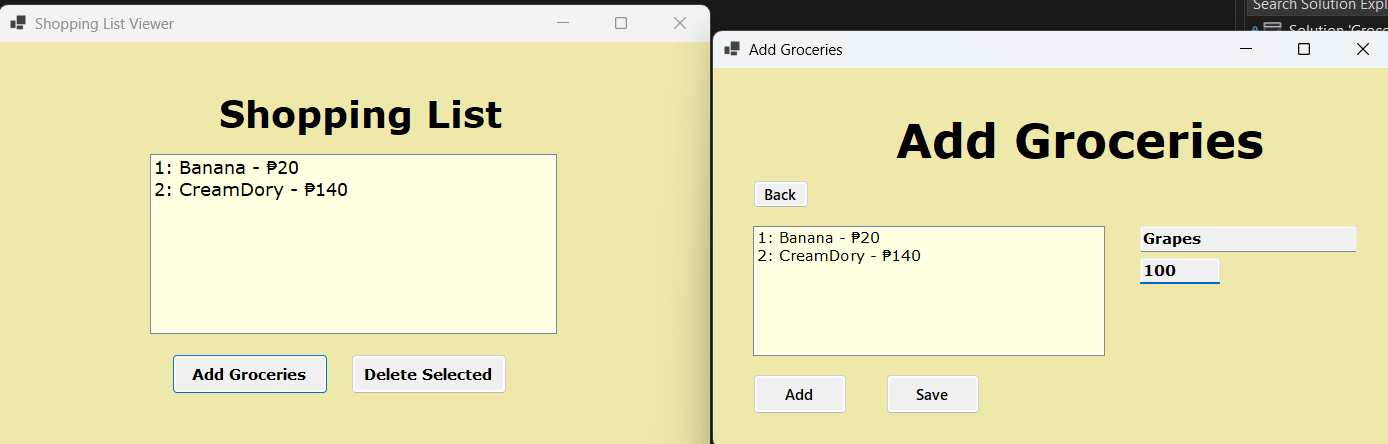 Shopping List Viewer
Shopping List
1: Banana - ₱20
2: CreamDory - ₱140
Add Groceries
Delete Selected
Search Solution Expl
Solution 'Groce
Add Groceries
Add Groceries
Back
1: Banana - ₱20
2: CreamDory - ₱140
Grapes
100
Add
Save